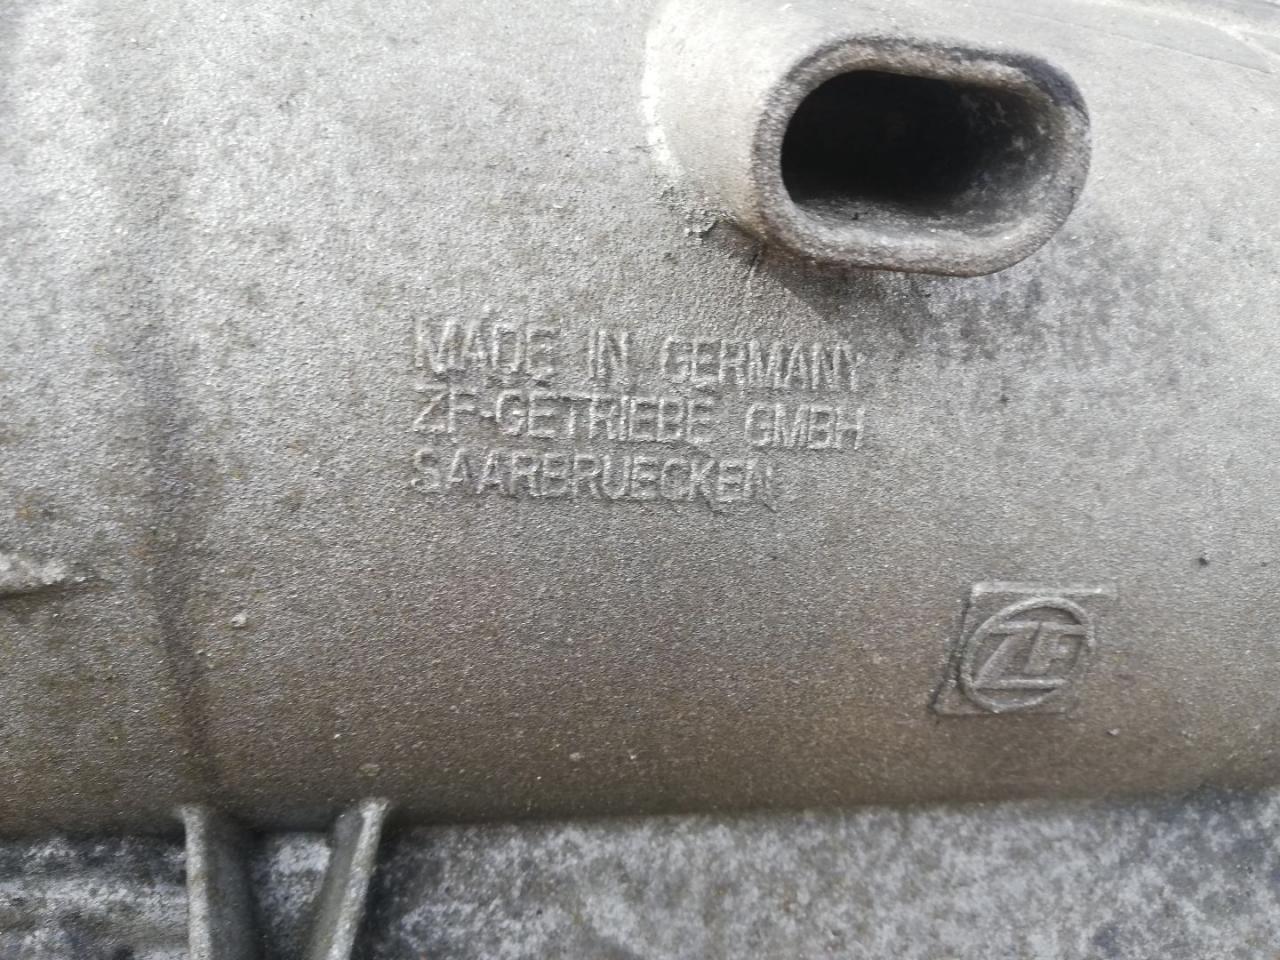 MADE IN GERMANY
ZF-GETRIEBE GMBH
SAARBRUECKEN
ZF